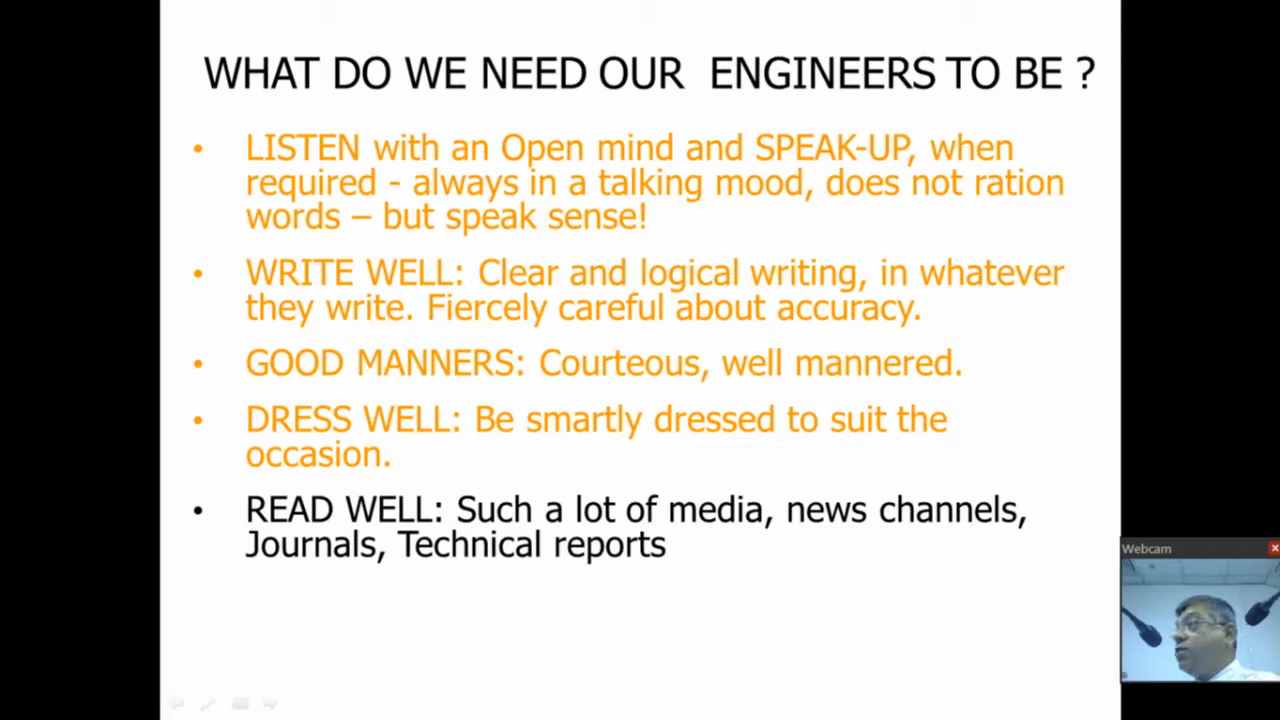 WHAT DO WE NEED OUR ENGINEERS TO BE ?
• LISTEN with an Open mind and SPEAK-UP, when
required - always in a talking mood, does not ration
words – but speak sense!
• WRITE WELL: Clear and logical writing, in whatever
they write. Fiercely careful about accuracy.
• GOOD MANNERS: Courteous, well mannered.
• DRESS WELL: Be smartly dressed to suit the
occasion.
• READ WELL: Such a lot of media, news channels,
Journals, Technical reports
Webcam